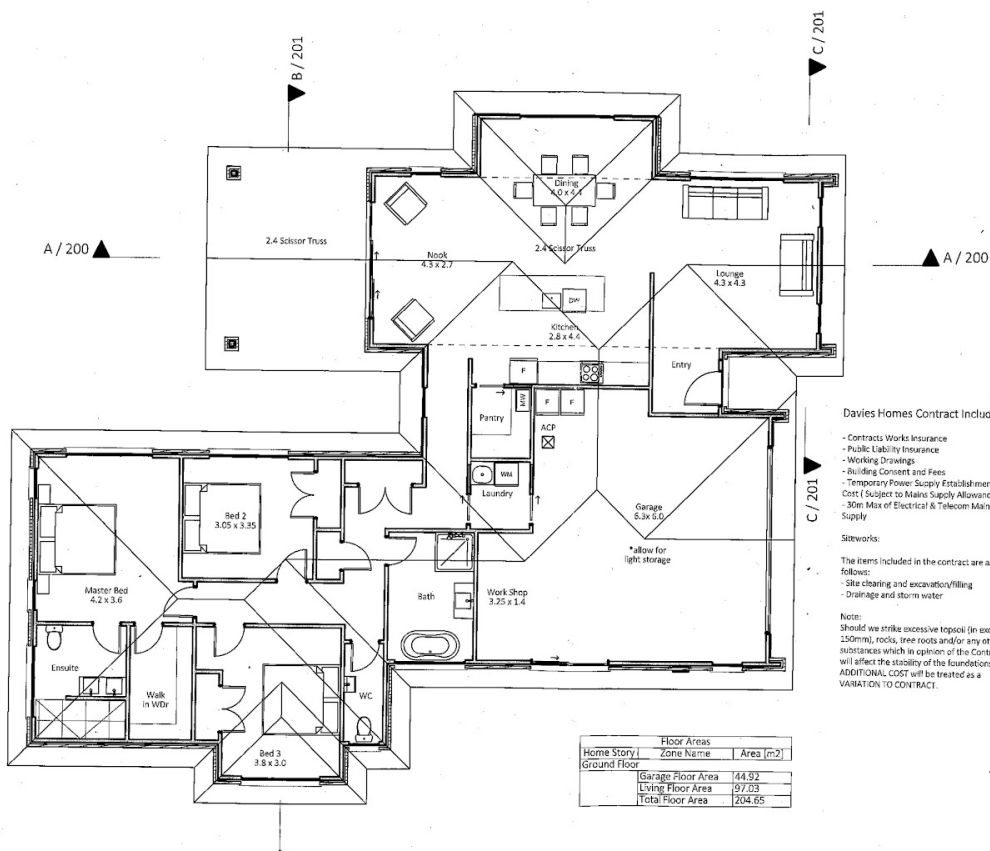 B / 201
C / 201
A / 200
A / 200
Dining
4.0 x 4.4
2.4 Scissor Truss
2.4 Scissor Truss
Nook
4.3 x 2.7
Lounge
4.3 x 4.3
DW
Kitchen
2.8 x 4.4
F
Entry
MW
Pantry
F
F
ACP
WM
Laundry
Garage
6.3x 6.0
*allow for
light storage
C / 201
Bed 2
3.05 x 3.35
Master Bed
4.2 x 3.6
Bath
Work Shop
3.25 x 1.4
Ensuite
Walk
in WDr
WC
Bed 3
3.8 x 3.0
Davies Homes Contract Includ
- Contracts Works Insurance
- Public Liability Insurance
- Working Drawings
- Building Consent and Fees
- Temporary Power Supply Establishmer
Cost ( Subject to Mains Supply Allowanc
- 30m Max of Electrical & Telecom Main
Supply
Siteworks:
The items included in the contract are a
follows:
- Site clearing and excavation/filling
- Drainage and storm water
Note:
Should we strike excessive topsoil (in exc
150mm), rocks, tree roots and/or any ot
substances which in opinion of the Contr
will affect the stability of the foundations
ADDITIONAL COST will be treated as a
VARIATION TO CONTRACT.
Floor Areas
Home Story Zone Name Area [m2]
Ground Floor
Garage Floor Area 44.92
Living Floor Area 97.03
Total Floor Area 204.65